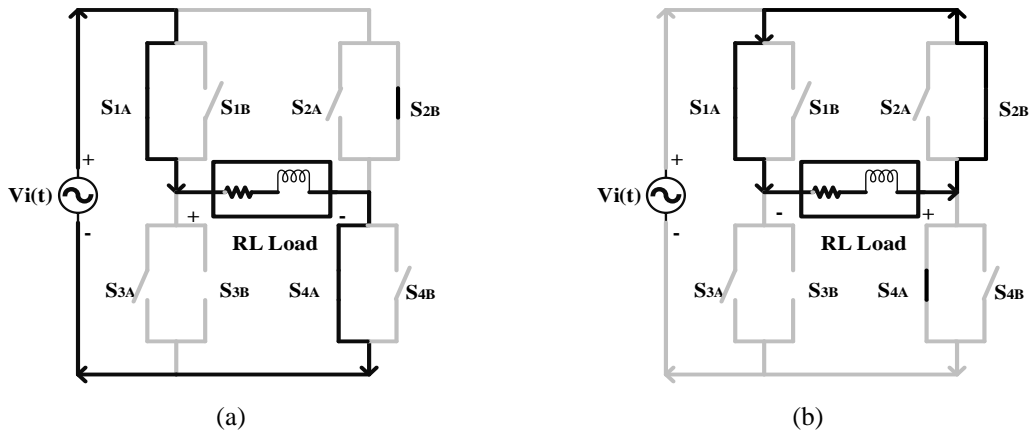 S1A S1B S2A S2B
+
Vi(t)
-
+ -
RL Load
S3A S3B S4A S4B
(a)
S1A S1B S2A S2B
+
Vi(t)
-
- +
RL Load
S3A S3B S4A S4B
(b)